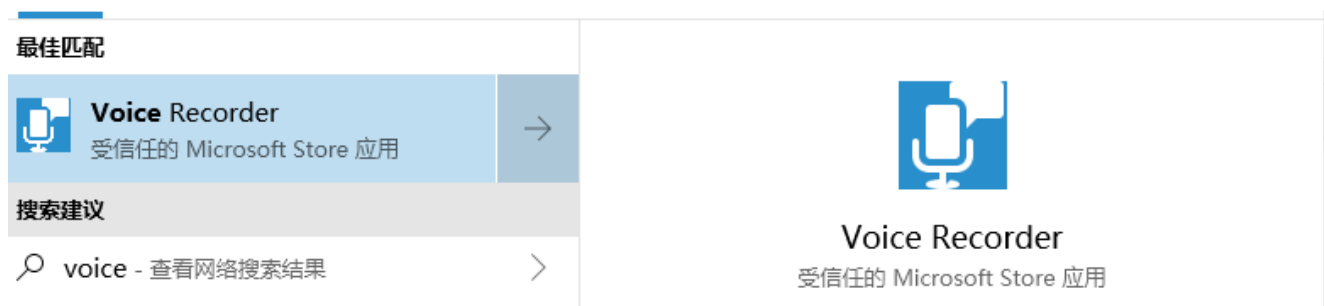 最佳匹配
Voice Recorder
受信任的 Microsoft Store 应用
搜索建议
voice - 查看网络搜索结果
Voice Recorder
受信任的 Microsoft Store 应用